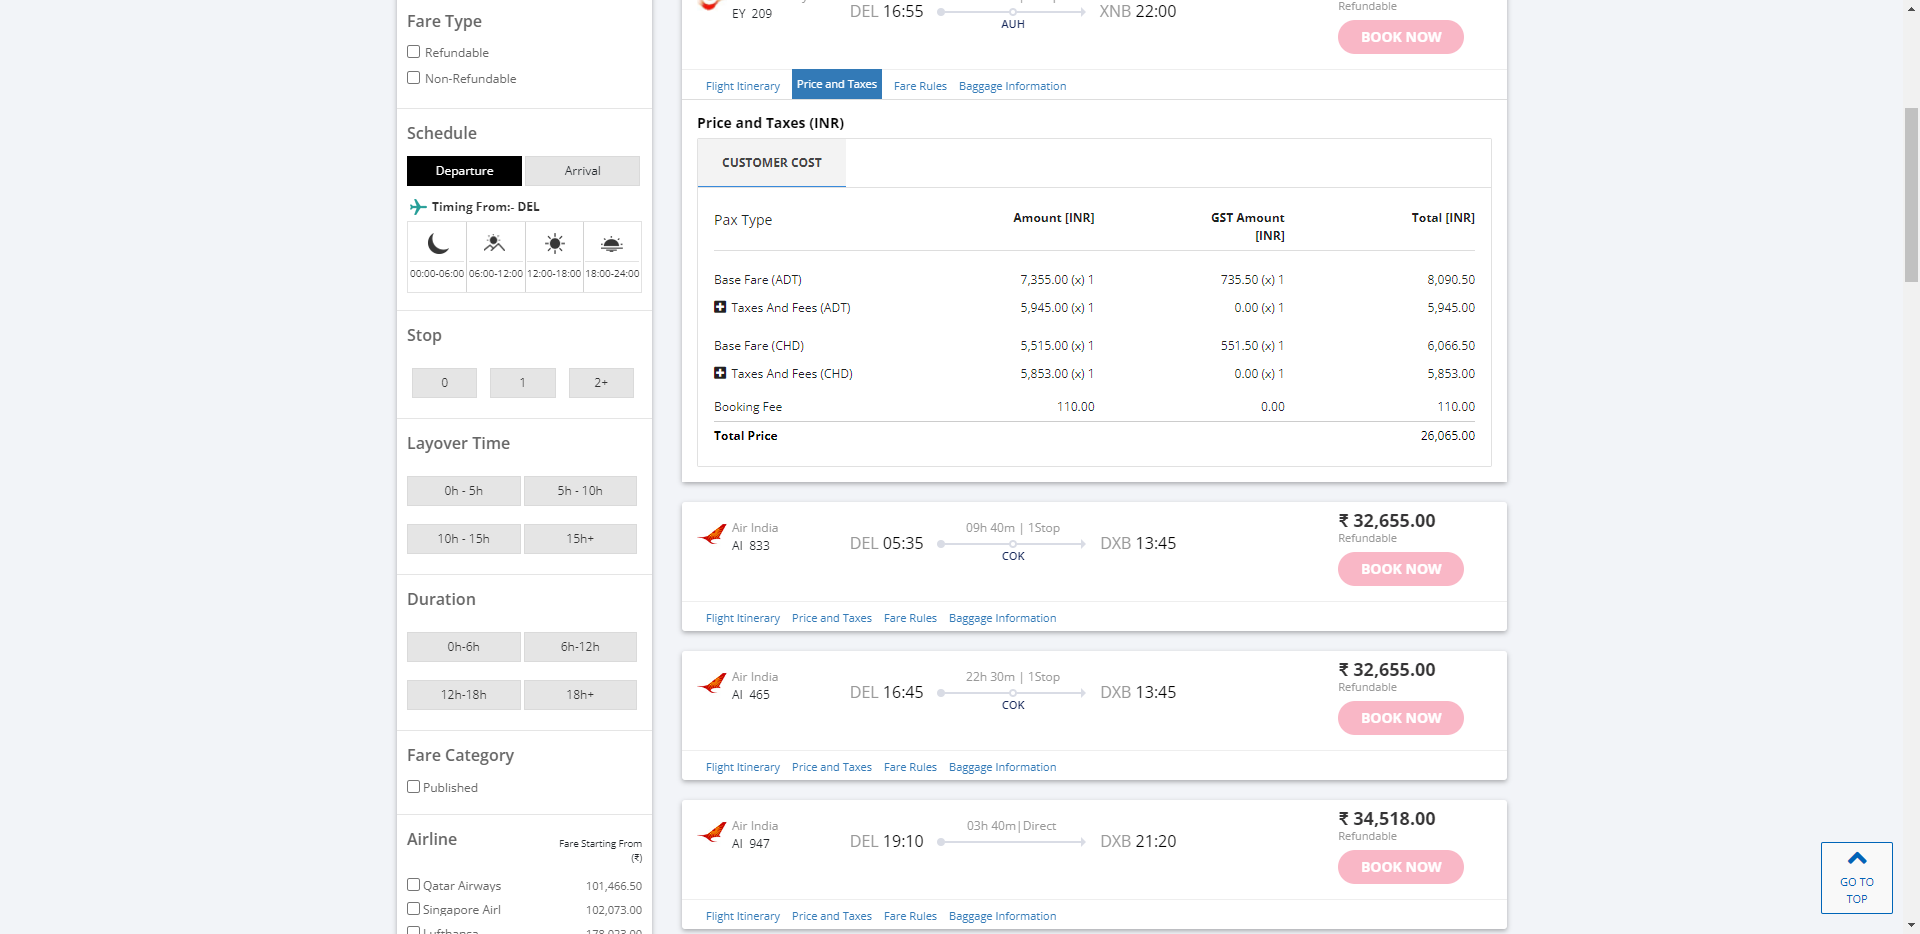 Fare Type
Refundable
Non-Refundable
Schedule
Departure
Arrival
Timing From:- DEL
00:00-06:00
06:00-12:00
12:00-18:00
18:00-24:00
Stop
0
1
2+
Layover Time
0h - 5h
5h - 10h
10h - 15h
15h+
Duration
0h-6h
6h-12h
12h-18h
18h+
Fare Category
Published
Airline
Fare Starting From
(₹)
Qatar Airways 101,466.50
Singapore Airl 102,073.00
EY 209
DEL 16:55
AUH
XNB 22:00
Refundable
BOOK NOW
Flight Itinerary
Price and Taxes
Fare Rules
Baggage Information
Price and Taxes (INR)
CUSTOMER COST
Pax Type Amount [INR] GST Amount [INR] Total [INR]
Base Fare (ADT) 7,355.00 (x) 1 735.50 (x) 1 8,090.50
Taxes And Fees (ADT) 5,945.00 (x) 1 0.00 (x) 1 5,945.00
Base Fare (CHD) 5,515.00 (x) 1 551.50 (x) 1 6,066.50
Taxes And Fees (CHD) 5,853.00 (x) 1 0.00 (x) 1 5,853.00
Booking Fee 110.00 0.00 110.00
Total Price 26,065.00
Air India
AI 833
DEL 05:35
09h 40m | 1Stop
COK
DXB 13:45
₹ 32,655.00
Refundable
BOOK NOW
Flight Itinerary
Price and Taxes
Fare Rules
Baggage Information
Air India
AI 465
DEL 16:45
22h 30m | 1Stop
COK
DXB 13:45
₹ 32,655.00
Refundable
BOOK NOW
Flight Itinerary
Price and Taxes
Fare Rules
Baggage Information
Air India
AI 947
DEL 19:10
03h 40m|Direct
DXB 21:20
₹ 34,518.00
Refundable
BOOK NOW
Flight Itinerary
Price and Taxes
Fare Rules
Baggage Information
GO TO
TOP